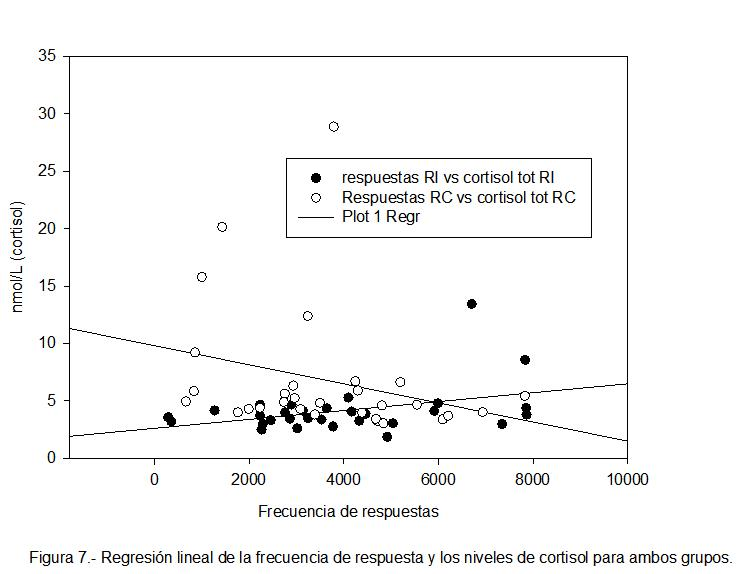 35
30
25
20
15
10
5
0
nmol/L (cortisol)
respuestas RI vs cortisol tot RI
Respuestas RC vs cortisol tot RC
Plot 1 Regr
0 2000 4000 6000 8000 10000
Frecuencia de respuestas
Figura 7.- Regresión lineal de la frecuencia de respuesta y los niveles de cortisol para ambos grupos.